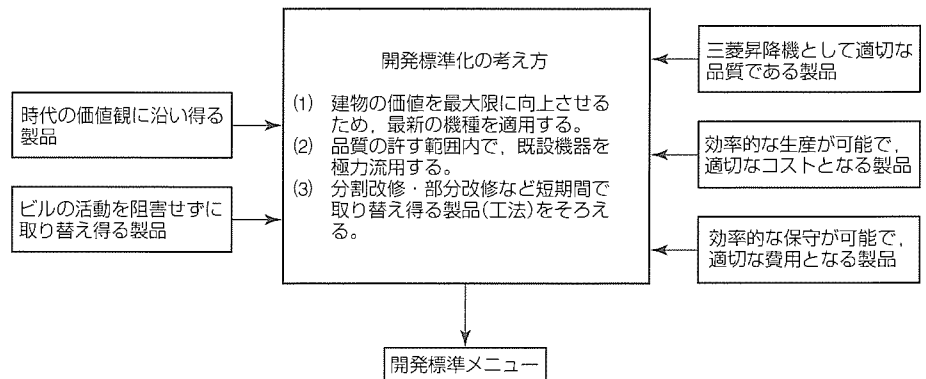 時代の価値観に沿い得る
製品
ビルの活動を阻害せずに
取り替え得る製品
開発標準化の考え方
(1) 建物の価値を最大限に向上させる
ため，最新の機種を適用する。
(2) 品質の許す範囲内で，既設機器を
極力流用する。
(3) 分割改修・部分改修など短期間で
取り替え得る製品(工法)をそろえ
る。
三菱昇降機として適切な
品質である製品
効率的な生産が可能で，
適切なコストとなる製品
効率的な保守が可能で，
適切な費用となる製品
開発標準メニュー